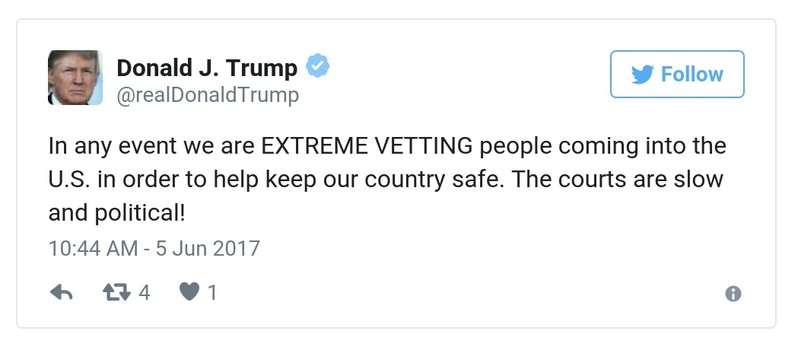 Donald J. Trump
@realDonaldTrump
Follow
In any event we are EXTREME VETTING people coming into the
U.S. in order to help keep our country safe. The courts are slow
and political!
10:44 AM - 5 Jun 2017
4 1